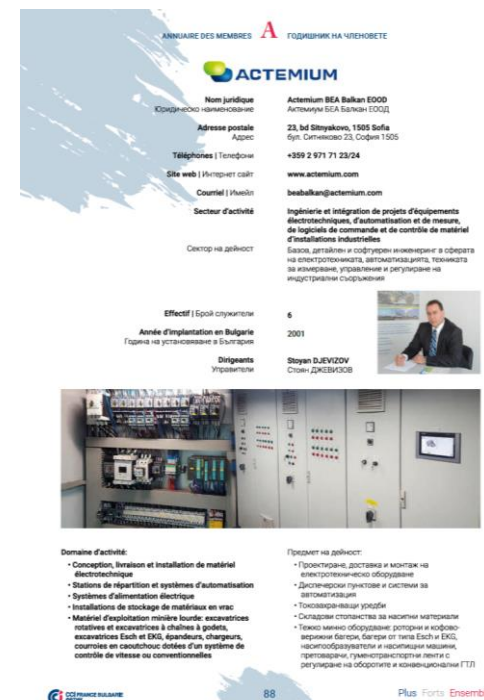 ANNUAIRE DES MEMBRES A ГОДИШНИК НА ЧЛЕНОВЕТЕ
ACTEMIUM
Nom juridique
Юридическо наименование
Actemium BEA Balkan EOOD
Актемиум БЕА Балкан ЕООД
Adresse postale
Адрес
23, bd Sitnyakovo, 1505 Sofia
бул. Ситняково 23, София 1505
Téléphones | Телефони
+359 2 971 71 23/24
Site web | Интернет сайт
www.actemium.com
Courriel | Имейл
beabalkan@actemium.com
Secteur d'activité
Ingénierie et intégration de projets d'équipements
électrotechniques, d'automatisation et de mesure,
de logiciels de commande et de contrôle de matériel
d'installations industrielles
Сектор на дейност
Базов, детайлен и софтуерен инженеринг в сферата
на електротехниката, автоматизацията, техниката
за измерване, управление и регулиране на
индустриални съоръжения
Effectif | Брой служители
6
Année d'implantation en Bulgarie
Година на установяване в България
2001
Dirigeants
Управители
Stoyan DJEVIZOV
Стоян ДЖЕВИЗОВ
Domaine d'activité:
• Conception, livraison et installation de matériel
électrotechnique
• Stations de répartition et systèmes d'automatisation
• Systèmes d'alimentation électrique
• Installations de stockage de matériaux en vrac
• Matériel d'exploitation minière lourde: excavatrices
rotatives et excavatrices à chaînes à godets,
excavatrices Esch et EKG, épandeurs, chargeurs,
courroies en caoutchouc dotées d'un système de
contrôle de vitesse ou conventionnelles
Предмет на дейност:
• Проектиране, доставка и монтаж на
електротехническо оборудване
• Диспечерски пунктове и системи за
автоматизация
• Токозахранващи уредби
• Складови стопанства за насипни материали
• Тежко минно оборудване: роторни и кофово-
верижни багери, багери от типа Esch и EKG,
насипообразуватели и насипищни машини,
претоварачи, гуменотранспортни ленти с
регулиране на оборотите и конвенционални ГТЛ
CCI FRANCE BULGARIE
88
Plus Forts Ensembl